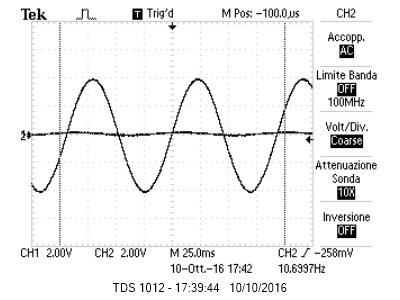 Tek Trig'd M Pos: -100.0us CH2
Accopp.
AC
Limite Banda
OFF
100MHz
Volt/Div.
Coarse
Attenuazione
Sonda
10X
Inversione
OFF
2
CH1 2.00V CH2 2.00V M 25.0ms CH2 -258mV
10-Ott.-16 17:42 10.6997Hz
TDS 1012 - 17:39:44 10/10/2016